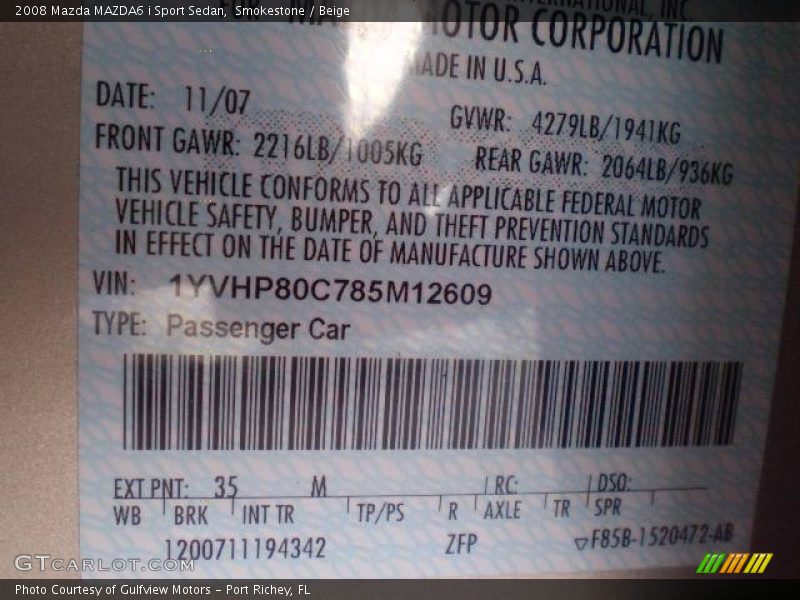 2008 Mazda MAZDA6 i Sport Sedan, Smokestone / Beige
INTERNATIONAL, INC.
MOTOR CORPORATION
MADE IN U.S.A.
DATE: 11/07
GVWR: 4279LB/1941KG
FRONT GAWR: 2216LB/1005KG
REAR GAWR: 2064LB/936KG
THIS VEHICLE CONFORMS TO ALL APPLICABLE FEDERAL MOTOR
VEHICLE SAFETY, BUMPER, AND THEFT PREVENTION STANDARDS
IN EFFECT ON THE DATE OF MANUFACTURE SHOWN ABOVE.
VIN: 1YVHP80C785M12609
TYPE: Passenger Car
EXT PNT: 35 M RC: DSO:
WB BRK INT TR TP/PS R AXLE TR SPR
1200711194342 ZFP ▽F85B-1520472-AB
GTCarLot.com
Photo Courtesy of Gulfview Motors – Port Richey, FL